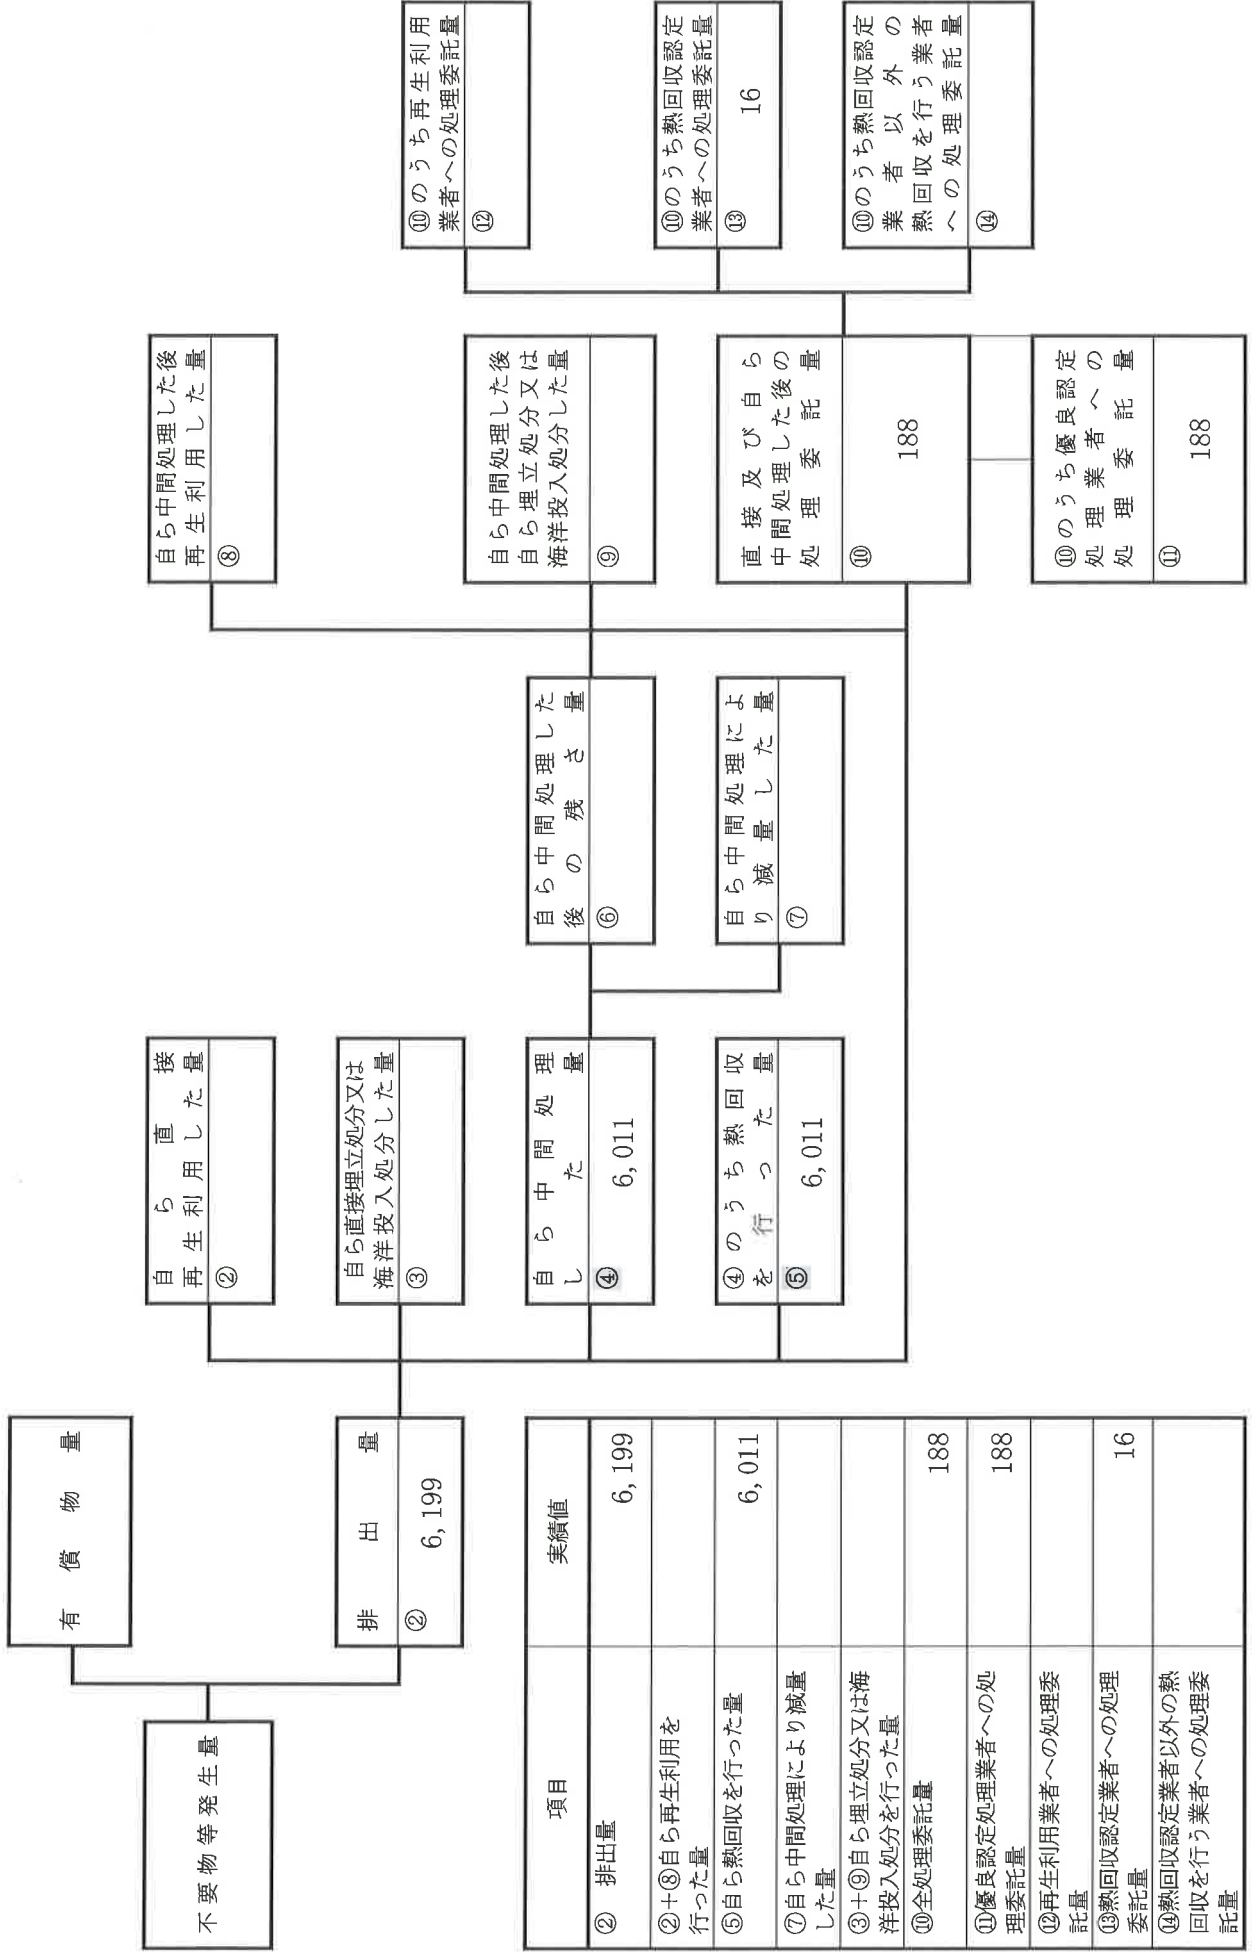 不要物等発生量
有償物量
排出量
② 6,199
自ら直接
再生利用した量
②
自ら直接埋立処分又は
海洋投入処分した量
③
自ら中間処理
した量
④ 6,011
④のうち熱回収
を行った量
⑤ 6,011
自ら中間処理した
後の残さ量
⑥
自ら中間処理によ
り減量した量
⑦
自ら中間処理した後
再生利用した量
⑧
自ら中間処理した後
自ら埋立処分又は
海洋投入処分した量
⑨
直接及び自ら
中間処理した後の
処理委託量
⑩ 188
⑩のうち優良認定
処理業者への
処理委託量
⑪ 188
⑩のうち再生利用
業者への処理委託量
⑫
⑩のうち熱回収認定
業者への処理委託量
⑬ 16
⑩のうち熱回収認定
業者以外の
熱回収を行う業者
への処理委託量
⑭
項目 実績値
② 排出量 6,199
②+⑧自ら再生利用を
行った量
⑤自ら熱回収を行った量 6,011
⑦自ら中間処理により減量
した量
③+⑨自ら埋立処分又は海
洋投入処分を行った量
⑩全処理委託量 188
⑪優良認定処理業者への処
理委託量 188
⑫再生利用業者への処理委
託量
⑬熱回収認定業者への処理
委託量 16
⑭熱回収認定業者以外の熱
回収を行う業者への処理委
託量